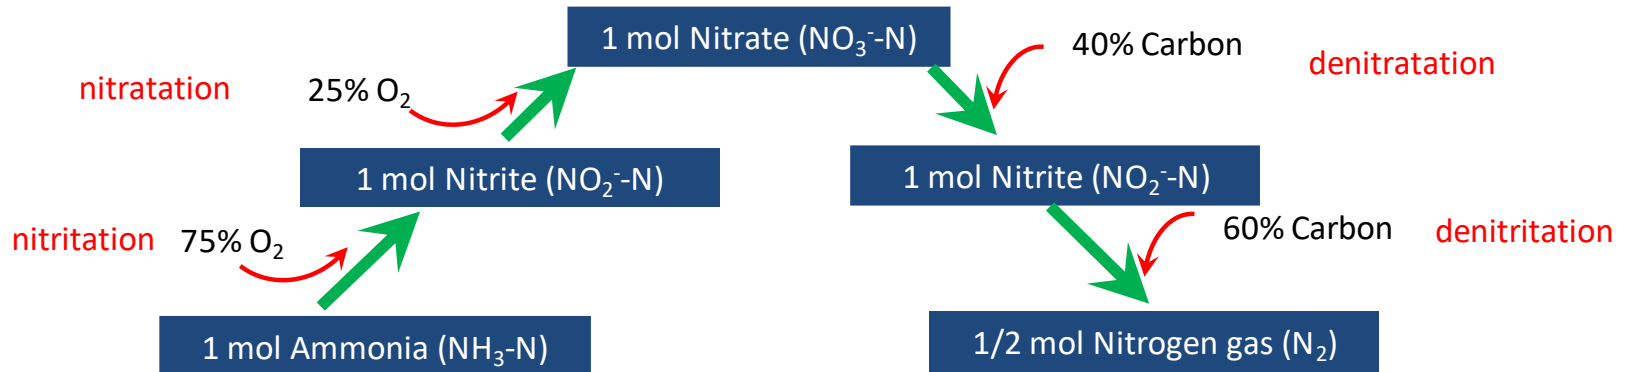 1 mol Nitrate (NO₃⁻-N)
40% Carbon
denitratation
nitratation
25% O₂
1 mol Nitrite (NO₂⁻-N)
1 mol Nitrite (NO₂⁻-N)
nitritation
75% O₂
60% Carbon
denitritation
1 mol Ammonia (NH₃-N)
1/2 mol Nitrogen gas (N₂)